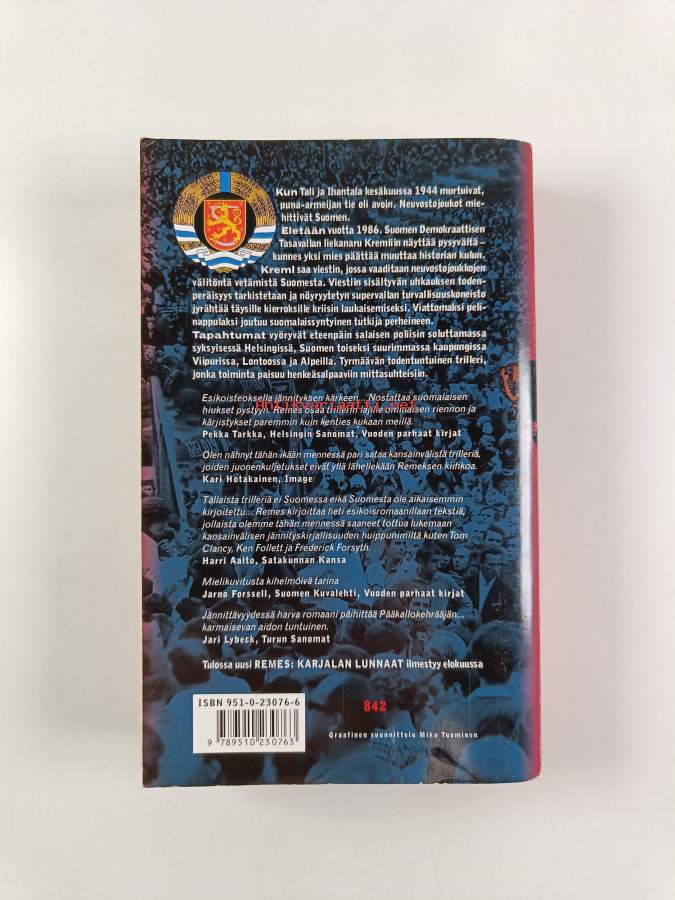 Kun Tali ja Ihantala kesäkuussa 1944 murtuivat,
puna-armeijan tie oli avoin. Neuvostojoukot mie-
hittivät Suomen.
Eletään vuotta 1986. Suomen Demokraattisen
Tasavallan liekanaru Kremliin näyttää pysyvältä –
kunnes yksi mies päättää muuttaa historian kulun.
Kreml saa viestin, jossa vaaditaan neuvostojoukkojen
välitöntä vetämistä Suomesta. Viestiin sisältyvän uhkauksen toden-
peräisyys tarkistetaan ja nöyryytetyn supervallan turvallisuuskoneisto
jyrähtää täysille kierroksille kriisin laukaisemiseksi. Viattomaksi peli-
nappulaksi joutuu suomalaissyntyinen tutkija perheineen.
Tapahtumat vyöryvät eteenpäin salaisen poliisin soluttamassa
syksyisessä Helsingissä, Suomen toiseksi suurimmassa kaupungissa
Viipurissa, Lontoossa ja Alpeilla. Tyrmäävän todentuntuinen trilleri,
jonka toiminta paisuu henkeäsalpaaviin mittasuhteisiin.
Esikoisteoksella jännityksen kärkeen... Nostattaa suomalaisen
hiukset pystyyn. Remes osaa trillerin lajille ominaisen riennon ja
kärjistykset paremmin kuin kenties kukaan meillä.
Pekka Tarkka, Helsingin Sanomat, Vuoden parhaat kirjat
Antikvariaatti.net
Olen nähnyt tähän ikään mennessä pari sataa kansainvälistä trilleriä,
joiden juonenkuljetukset eivät yllä lähellekään Remeksen kiihkoa.
Kari Hotakainen, Image
Tällaista trilleriä ei Suomessa eikä Suomesta ole aikaisemmin
kirjoitettu... Remes kirjoittaa heti esikoisromaanillaan tekstiä,
jollaista olemme tähän mennessä saaneet tottua lukemaan
kansainvälisen jännityskirjallisuuden huippunimiltä kuten Tom
Clancy, Ken Follett ja Frederick Forsyth.
Harri Aalto, Satakunnan Kansa
Mielikuvitusta kihelmöivä tarina
Jarno Forssell, Suomen Kuvalehti, Vuoden parhaat kirjat
Jännittävyydessä harva romaani päihittää Pääkallokehrääjän...
karmaisevan aidon tuntuinen.
Jari Lybeck, Turun Sanomat
Tulossa uusi REMES: KARJALAN LUNNAAT ilmestyy elokuussa
ISBN 951-0-23076-6
9 789510 230763
842
Graafinen suunnittelu Mika Tuominen